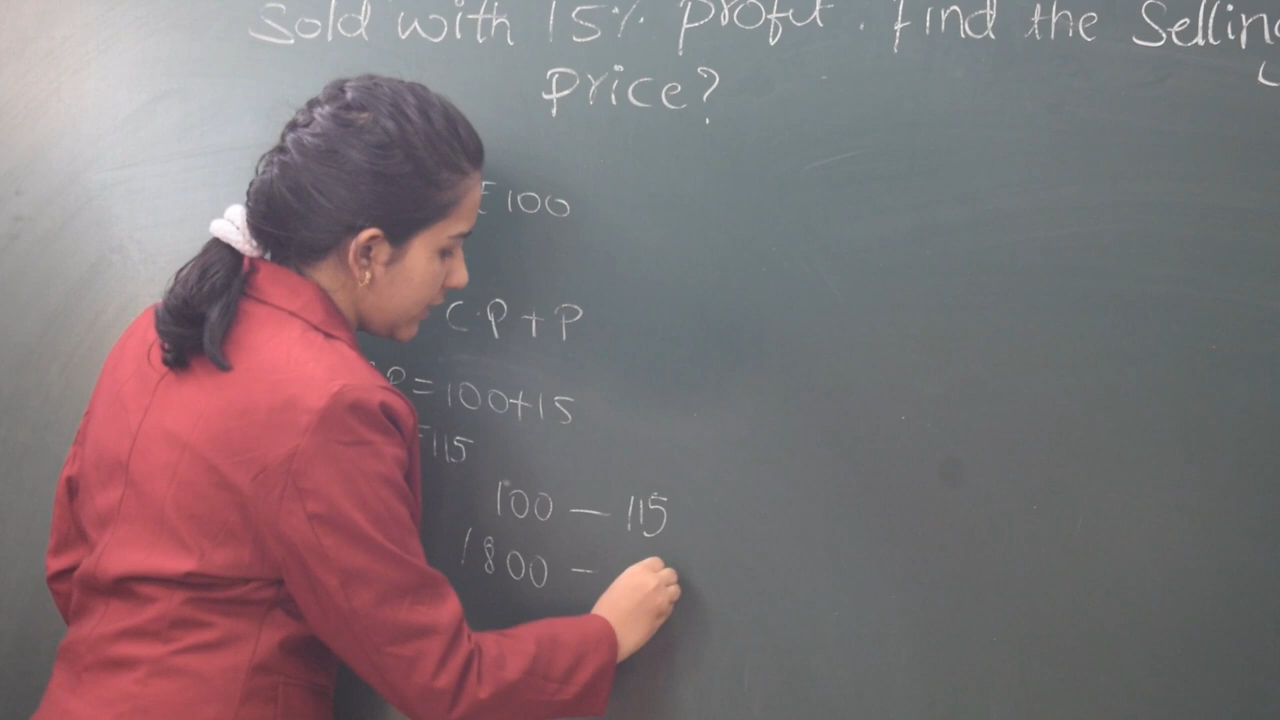 Sold with 15% profit. Find the Selling
Price?
₹100
C.P+P
P=100+15
=115
100 — 115
1800 —